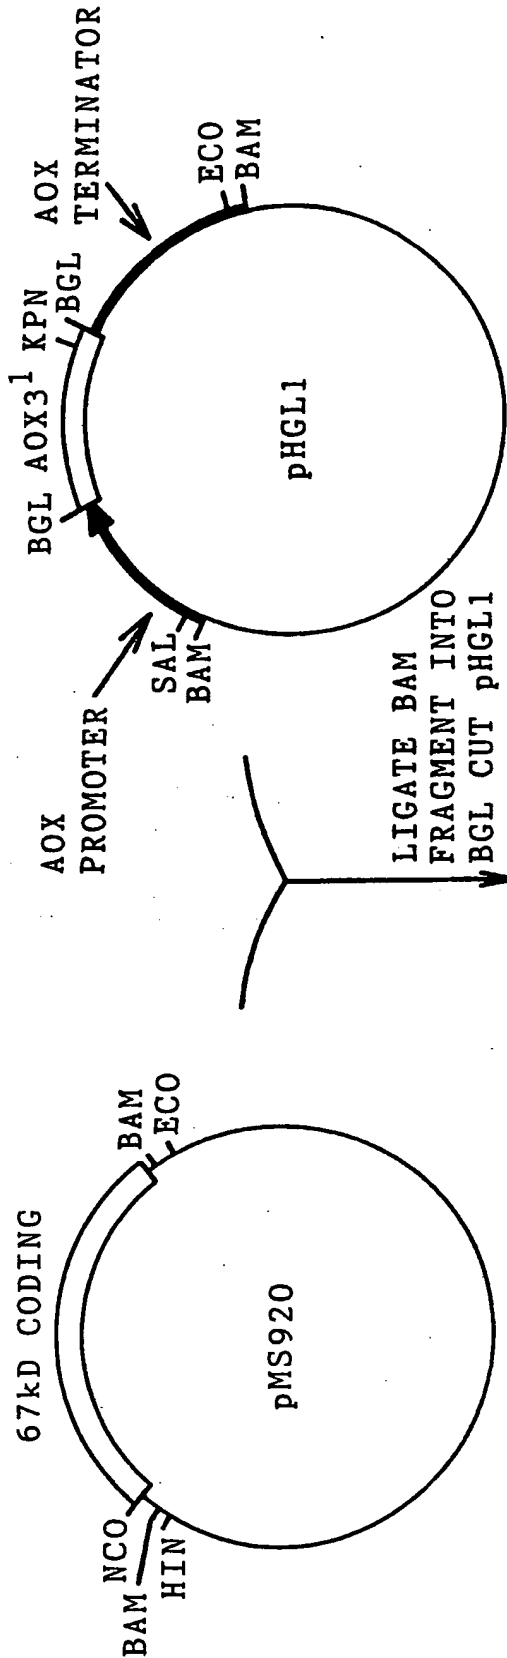 67kD CODING
BAM NCO
HIN
BAM
ECO
pMS920
AOX
PROMOTER
SAL
BAM
BGL AOX3¹ KPN
BGL
AOX
TERMINATOR
ECO
BAM
pHGL1
LIGATE BAM
FRAGMENT INTO
BGL CUT pHGL1